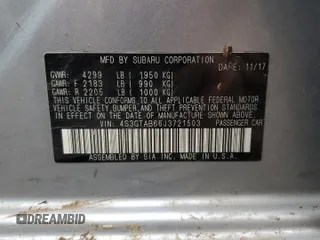 MFD BY SUBARU CORPORATION
GVWR: 4299 LB (1950 KG) DATE: 11/17
GAWR: F 2183 LB (990 KG)
GAWR: R 2205 LB (1000 KG)
THIS VEHICLE CONFORMS TO ALL APPLICABLE
FEDERAL MOTOR VEHICLE SAFETY, BUMPER,
AND THEFT PREVENTION STANDARDS IN EFFECT
ON THE DATE OF MANUFACTURE SHOWN ABOVE.
VIN: 4S3GTAB66J3721503 PASSENGER CAR
ASSEMBLED BY SIA INC. MADE IN U.S.A.
DREAMBID
DREAMBID.COM